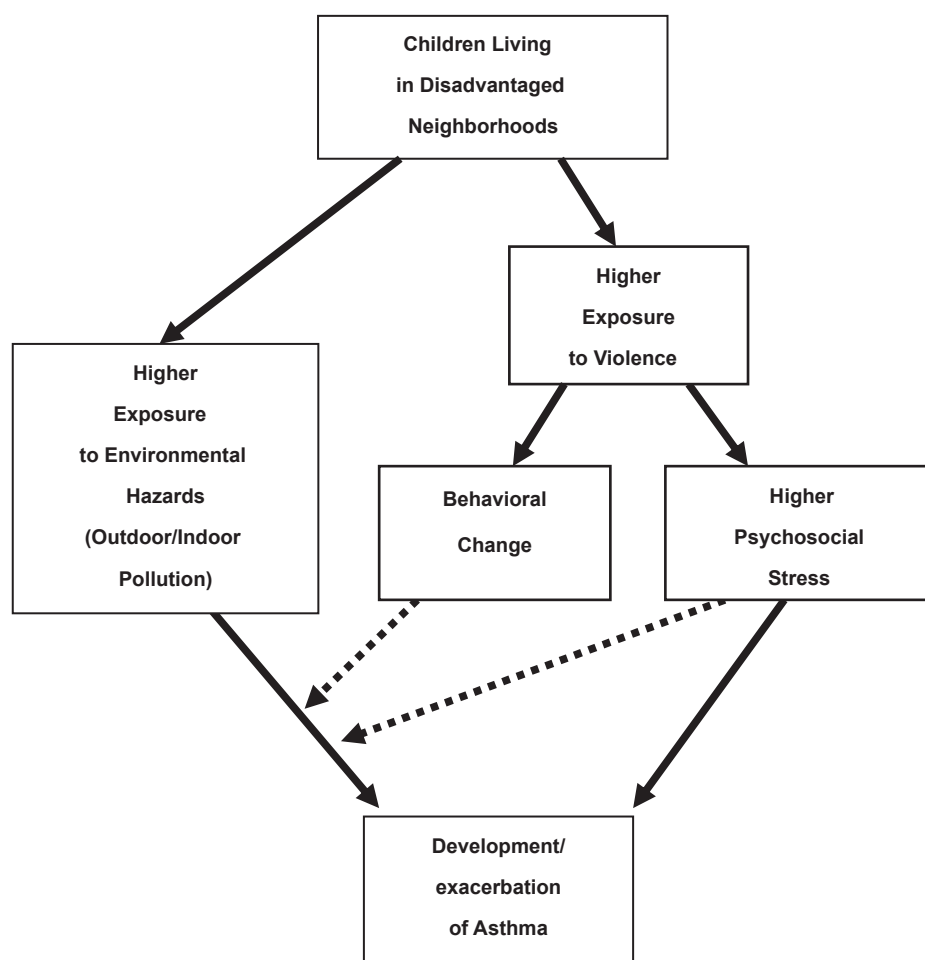 Children Living
in Disadvantaged
Neighborhoods
Higher
Exposure
to Violence
Higher
Exposure
to Environmental
Hazards
(Outdoor/Indoor
Pollution)
Behavioral
Change
Higher
Psychosocial
Stress
Development/
exacerbation
of Asthma